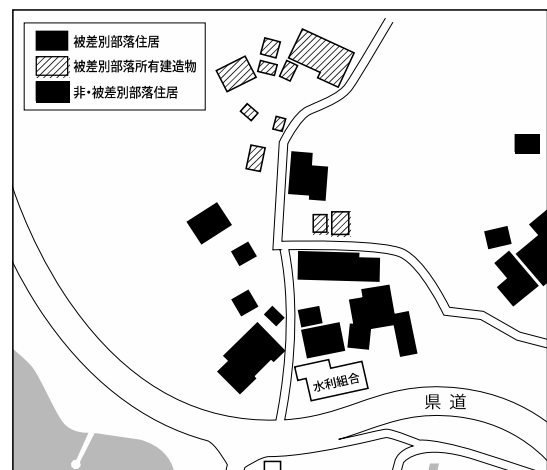 被差別部落住居
被差別部落所有建造物
非・被差別部落住居
水利組合
県道